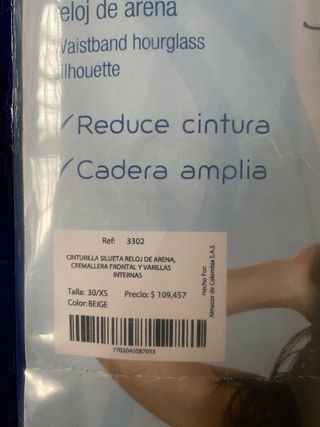 reloj de arena
Waistband hourglass
silhouette
✓Reduce cintura
✓Cadera amplia
Ref: 3302
CINTURILLA SILUETA RELOJ DE ARENA,
CREMALLERA FRONTAL Y VARILLAS
INTERNAS
Talla: 30/XS Precio: $ 109,457
Color:BEIGE
7702640587055
Hecho Por:
Almacor de Colombia S.A.S